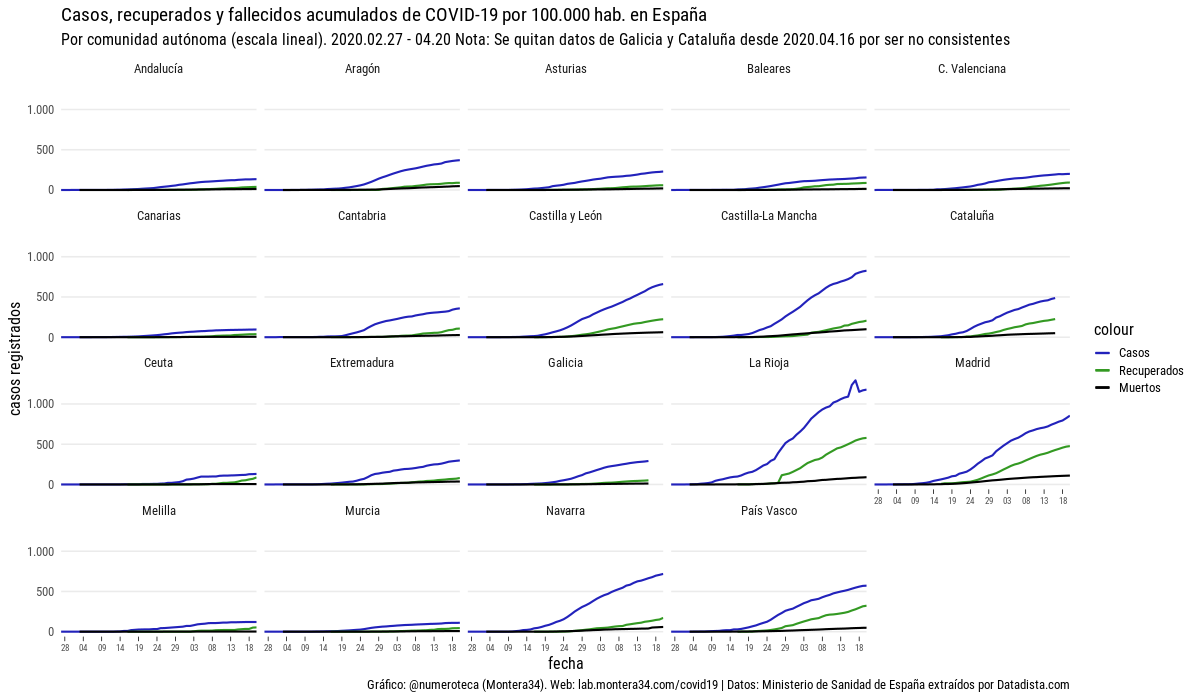 Casos, recuperados y fallecidos acumulados de COVID-19 por 100.000 hab. en España
Por comunidad autónoma (escala lineal). 2020.02.27 - 04.20 Nota: Se quitan datos de Galicia y Cataluña desde 2020.04.16 por ser no consistentes
Andalucía Aragón Asturias Baleares C. Valenciana
1.000
500
0
Canarias Cantabria Castilla y León Castilla-La Mancha Cataluña
1.000
500
0
casos registrados
colour
Casos
Recuperados
Muertos
Ceuta Extremadura Galicia La Rioja Madrid
1.000
500
0
28 04 09 14 19 24 29 03 08 13 18
Melilla Murcia Navarra País Vasco
1.000
500
0
28 04 09 14 19 24 29 03 08 13 18 28 04 09 14 19 24 29 03 08 13 18 28 04 09 14 19 24 29 03 08 13 18 28 04 09 14 19 24 29 03 08 13 18
fecha
Gráfico: @numeroteca (Montera34). Web: lab.montera34.com/covid19 | Datos: Ministerio de Sanidad de España extraídos por Datadista.com